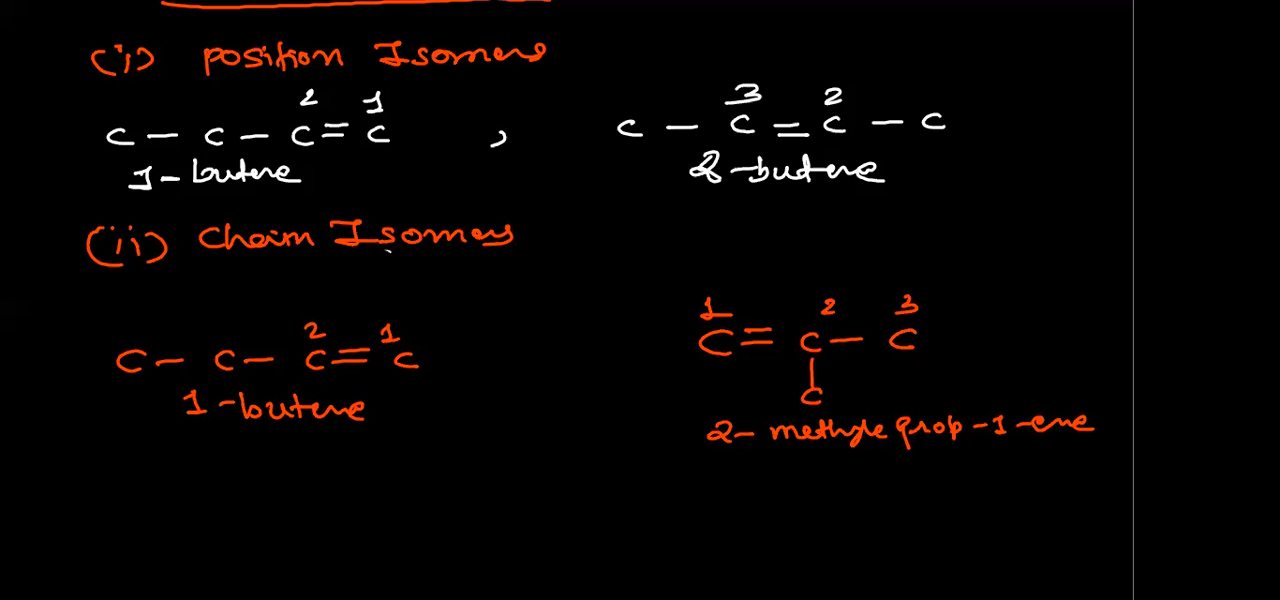 (i) Position Isomers
2 1 3 2
C - C - C = C , C - C = C - C
1 - butene 2 - butene
(ii) Chain Isomers
1 2 3
2 1
C = C - C
C - C - C = C
C
1 - butene
2 - methyle prop - 1 - ene